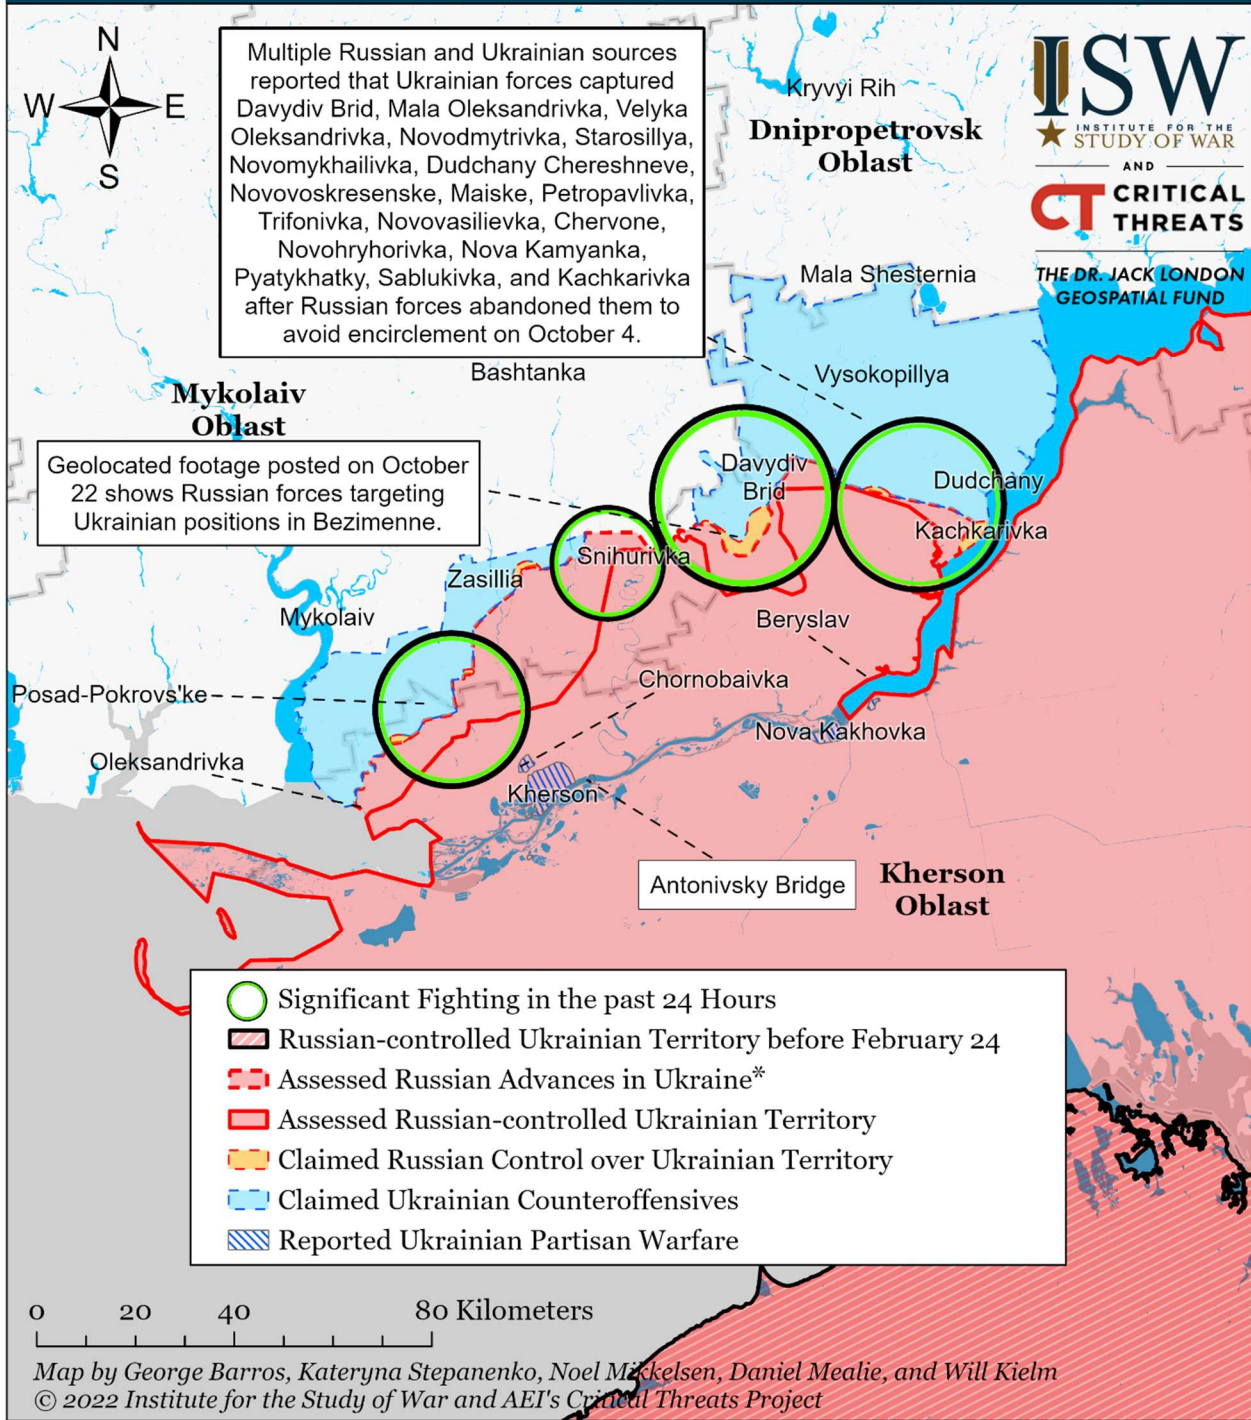 N
W E
S
Multiple Russian and Ukrainian sources
reported that Ukrainian forces captured
Davydiv Brid, Mala Oleksandrivka, Velyka
Oleksandrivka, Novodmytrivka, Starosillya,
Novomykhailivka, Dudchany Chereshneve,
Novovoskresenske, Maiske, Petropavlivka,
Trifonivka, Novovasilievka, Chervone,
Novohryhorivka, Nova Kamyanka,
Pyatykhatky, Sablukivka, and Kachkarivka
after Russian forces abandoned them to
avoid encirclement on October 4.
Kryvyi Rih
Dnipropetrovsk
Oblast
ISW
INSTITUTE FOR THE
STUDY OF WAR
AND
CT CRITICAL
THREATS
THE DR. JACK LONDON
GEOSPATIAL FUND
Mala Shesternia
Bashtanka
Vysokopillya
Mykolaiv
Oblast
Geolocated footage posted on October
22 shows Russian forces targeting
Ukrainian positions in Bezimenne.
Davydiv
Brid
Dudchany
Kachkarivka
Snihurivka
Zasillia
Mykolaiv
Beryslav
Chornobaivka
Posad-Pokrovs'ke
Nova Kakhovka
Oleksandrivka
Kherson
Antonivsky Bridge
Kherson
Oblast
Significant Fighting in the past 24 Hours
Russian-controlled Ukrainian Territory before February 24
Assessed Russian Advances in Ukraine*
Assessed Russian-controlled Ukrainian Territory
Claimed Russian Control over Ukrainian Territory
Claimed Ukrainian Counteroffensives
Reported Ukrainian Partisan Warfare
0 20 40 80 Kilometers
Map by George Barros, Kateryna Stepanenko, Noel Mikkelsen, Daniel Mealie, and Will Kielm
© 2022 Institute for the Study of War and AEI's Critical Threats Project